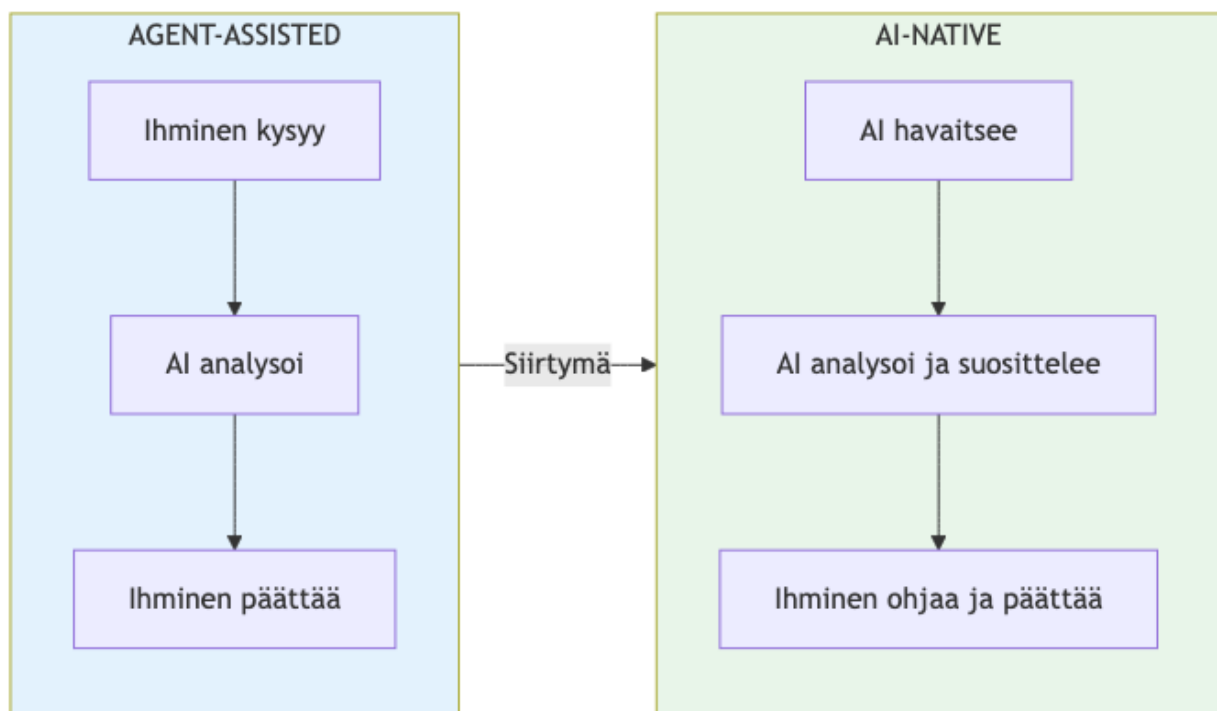 AGENT-ASSISTED
Ihminen kysyy
AI analysoi
Ihminen päättää
Siirtymä
AI-NATIVE
AI havaitsee
AI analysoi ja suosittelee
Ihminen ohjaa ja päättää